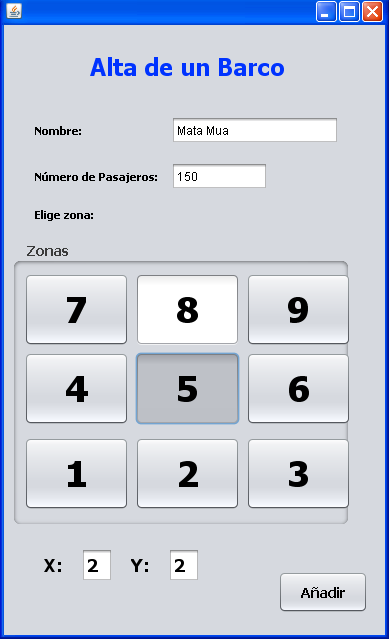 Alta de un Barco
Nombre: Mata Mua
Número de Pasajeros: 150
Elige zona:
Zonas
7 8 9
4 5 6
1 2 3
X: 2 Y: 2
Añadir